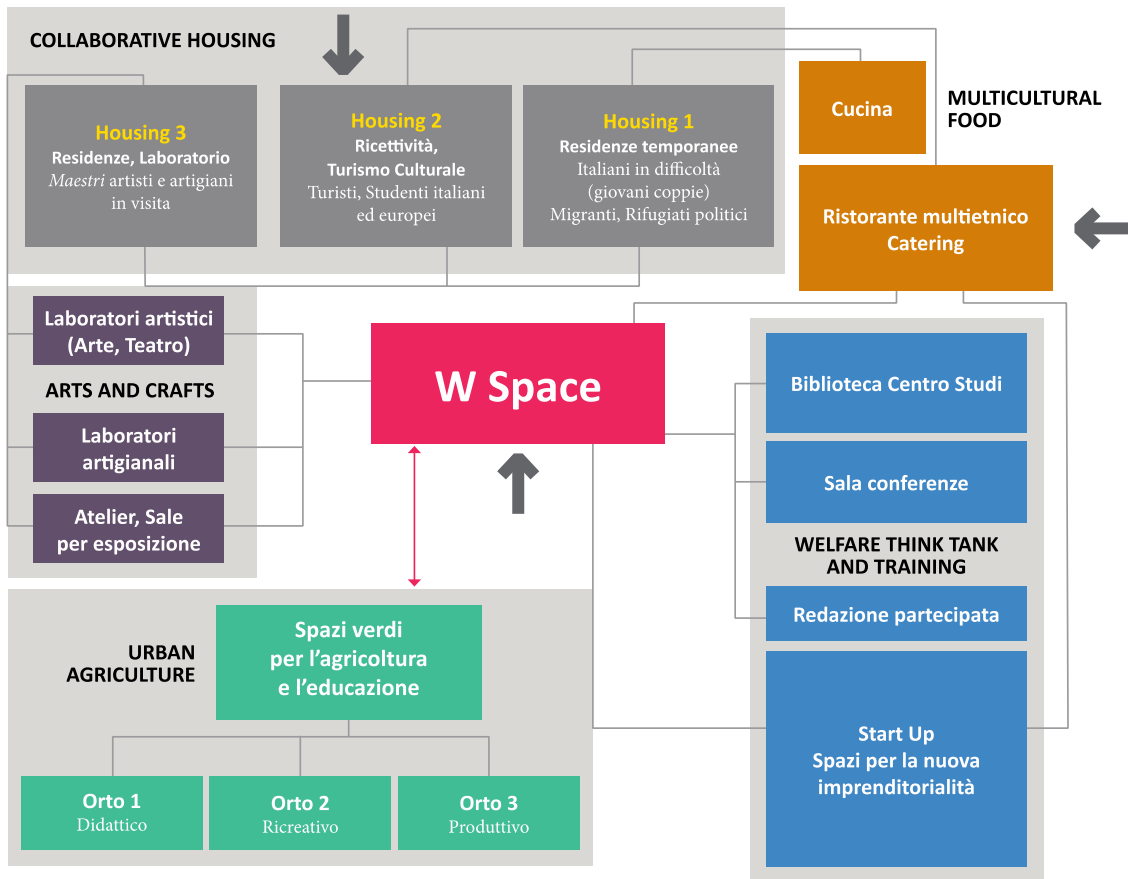 COLLABORATIVE HOUSING
Housing 3
Residenze, Laboratorio
Maestri artisti e artigiani
in visita
Housing 2
Ricettività,
Turismo Culturale
Turisti, Studenti italiani
ed europei
Housing 1
Residenze temporanee
Italiani in difficoltà
(giovani coppie)
Migranti, Rifugiati politici
Cucina
MULTICULTURAL
FOOD
Ristorante multietnico
Catering
Laboratori artistici
(Arte, Teatro)
ARTS AND CRAFTS
Laboratori
artigianali
Atelier, Sale
per esposizione
W Space
Biblioteca Centro Studi
Sala conferenze
WELFARE THINK TANK
AND TRAINING
Redazione partecipata
Start Up
Spazi per la nuova
imprenditorialità
URBAN
AGRICULTURE
Spazi verdi
per l’agricoltura
e l’educazione
Orto 1
Didattico
Orto 2
Ricreativo
Orto 3
Produttivo